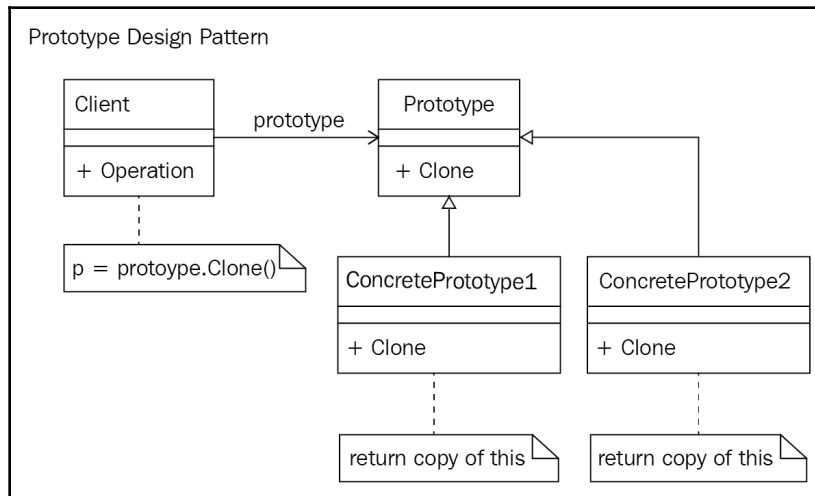 Prototype Design Pattern
Client
prototype
Prototype
+ Operation
+ Clone
p = protoype.Clone()
ConcretePrototype1
ConcretePrototype2
+ Clone
+ Clone
return copy of this
return copy of this